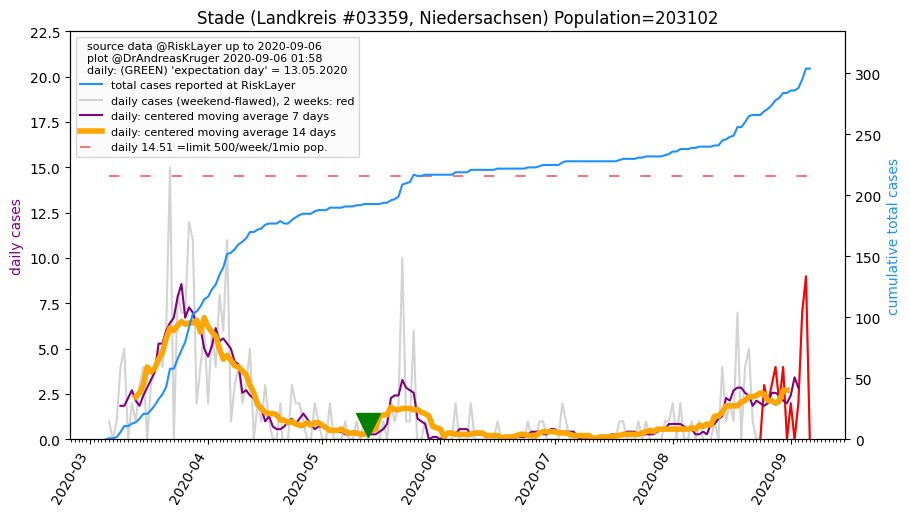 Stade (Landkreis #03359, Niedersachsen) Population=203102
source data @RiskLayer up to 2020-09-06
plot @DrAndreasKruger 2020-09-06 01:58
daily: (GREEN) 'expectation day' = 13.05.2020
total cases reported at RiskLayer
daily cases (weekend-flawed), 2 weeks: red
daily: centered moving average 7 days
daily: centered moving average 14 days
daily 14.51 =limit 500/week/1mio pop.
daily cases
22.5
20.0
17.5
15.0
12.5
10.0
7.5
5.0
2.5
0.0
cumulative total cases
300
250
200
150
100
50
0
2020-03
2020-04
2020-05
2020-06
2020-07
2020-08
2020-09